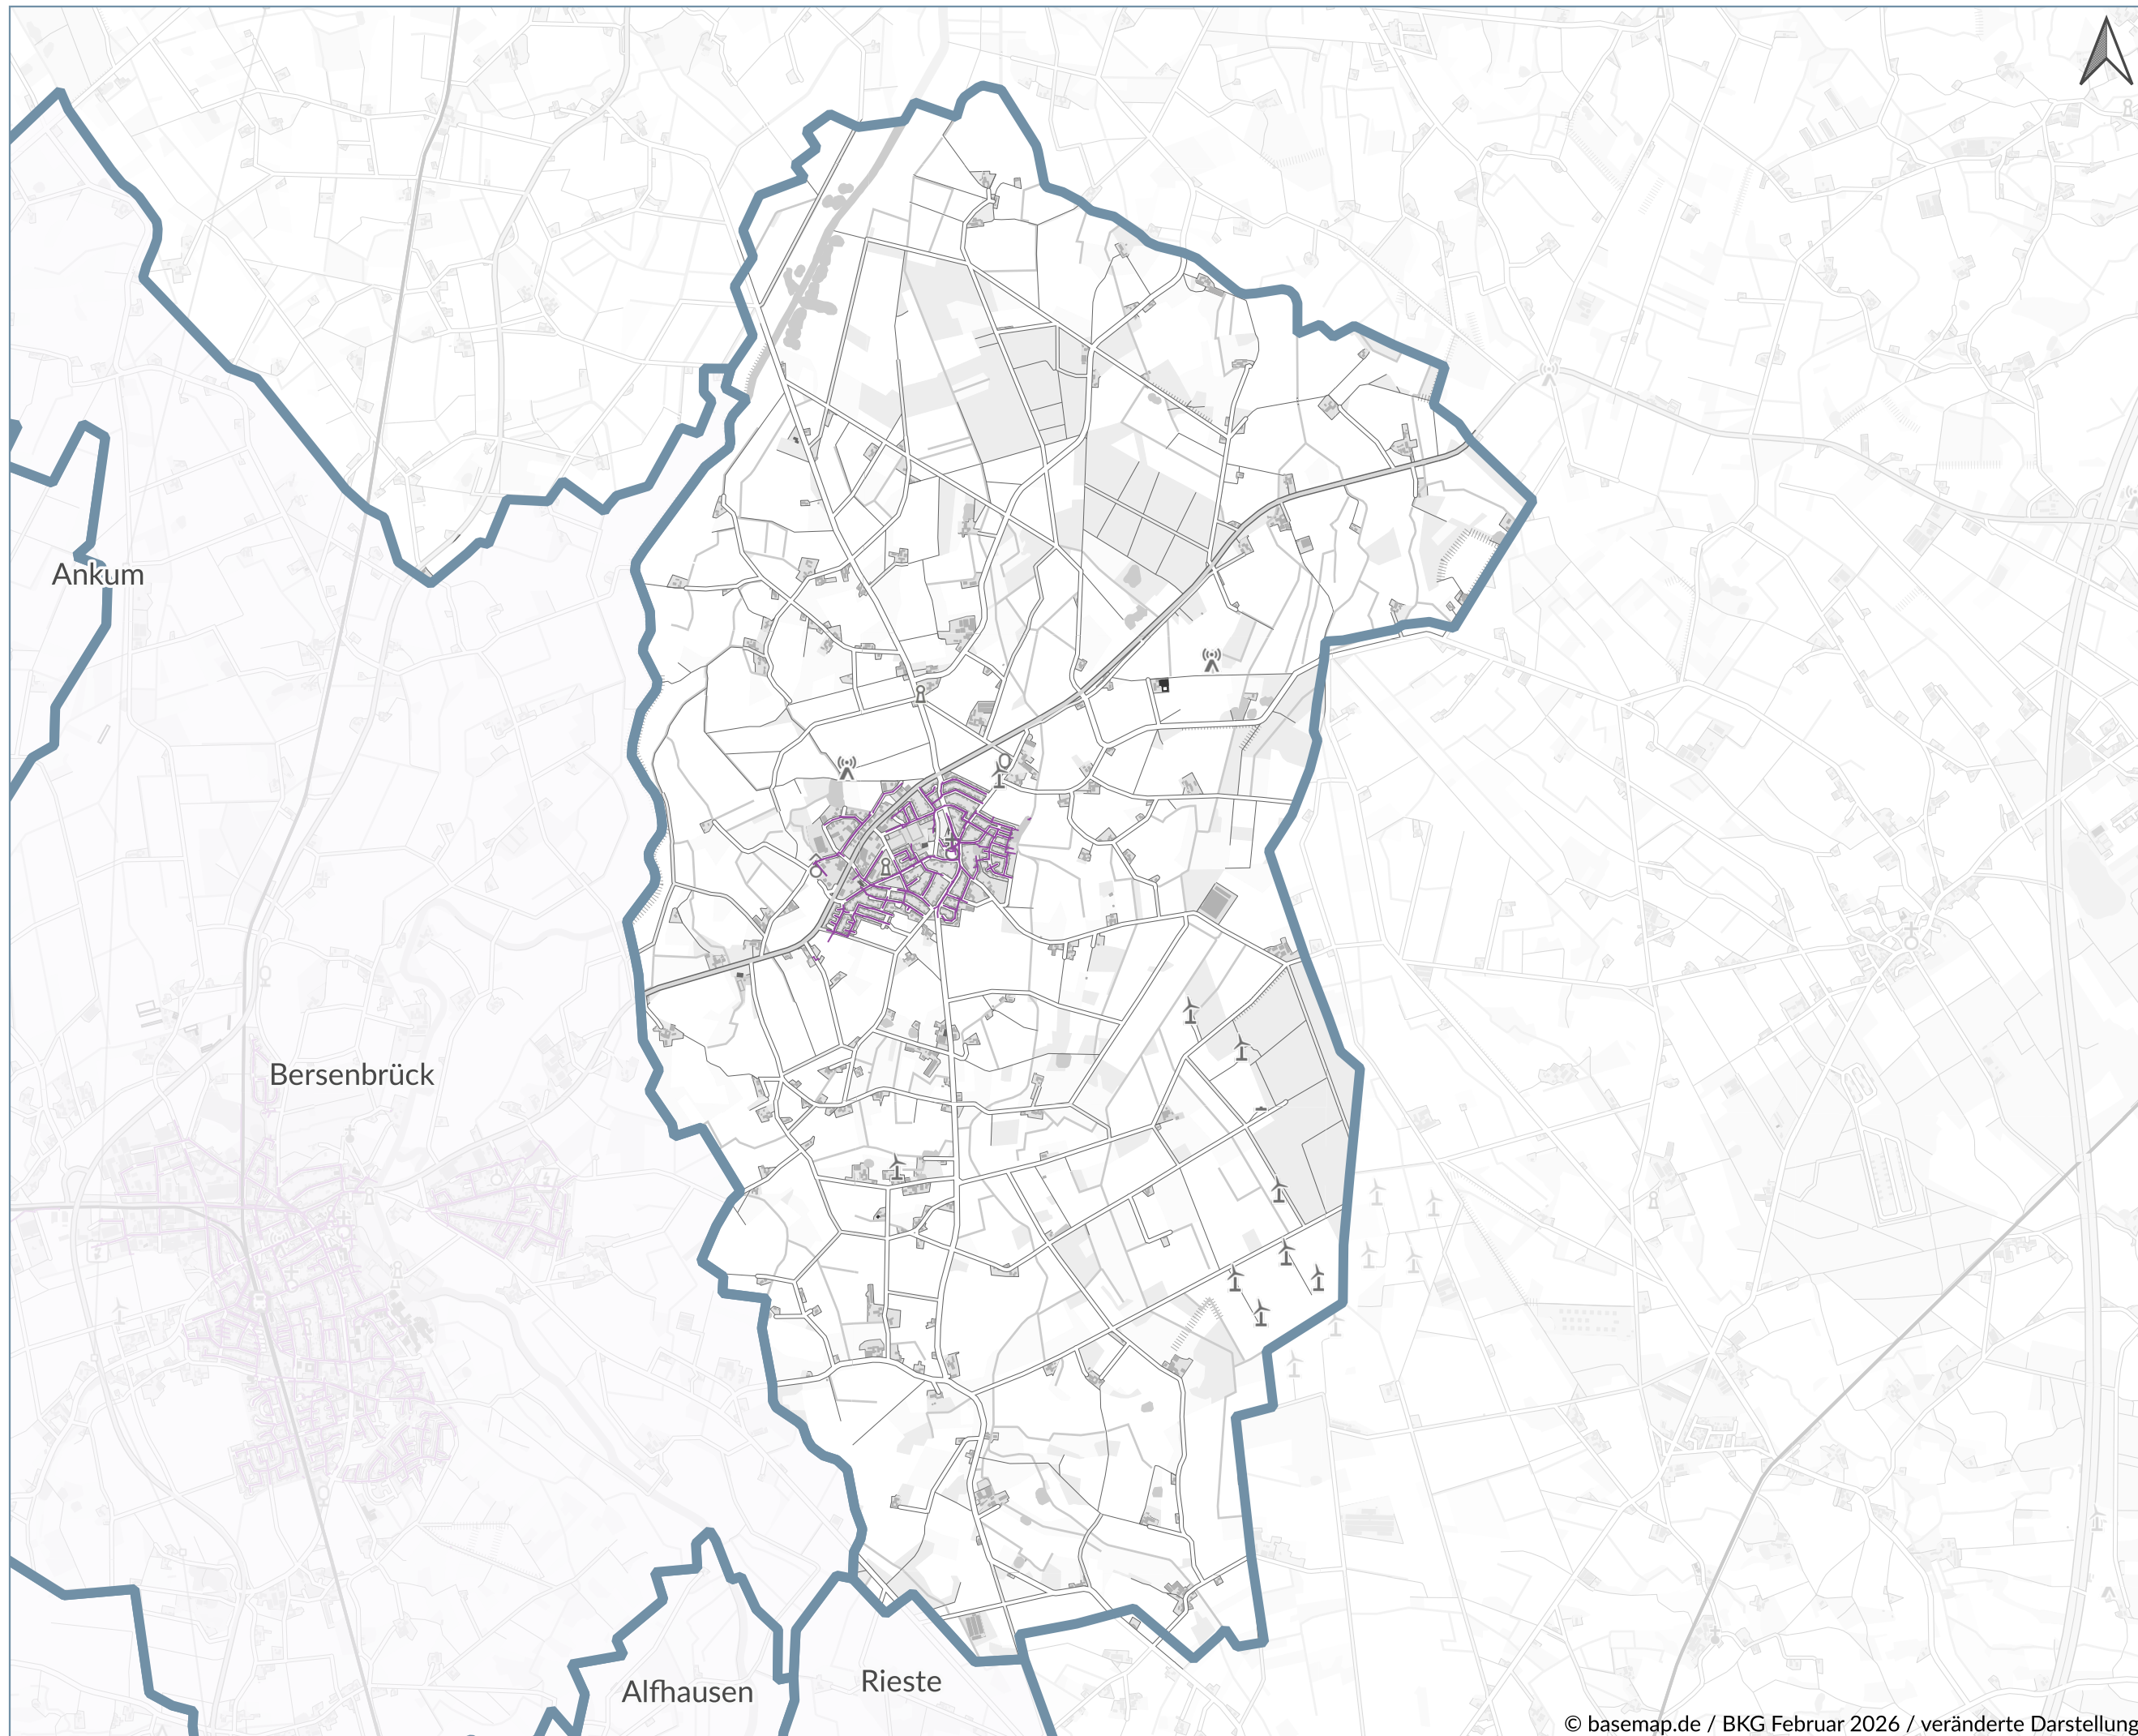 Ankum
Bersenbrück
Alfhausen
Rieste
© basemap.de / BKG Februar 2026 / veränderte Darstellung